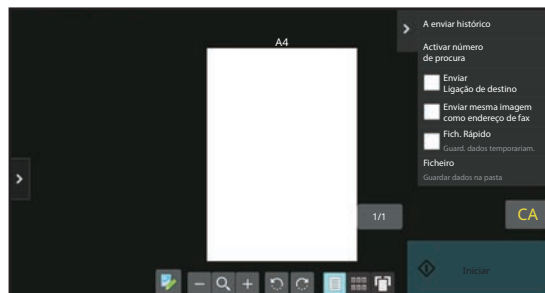 A4
A enviar histórico
Activar número
de procura
Enviar
Ligação de destino
Enviar mesma imagem
como endereço de fax
Fich. Rápido
Guard. dados temporariam.
Ficheiro
Guardar dados na pasta
1/1
CA
Iniciar